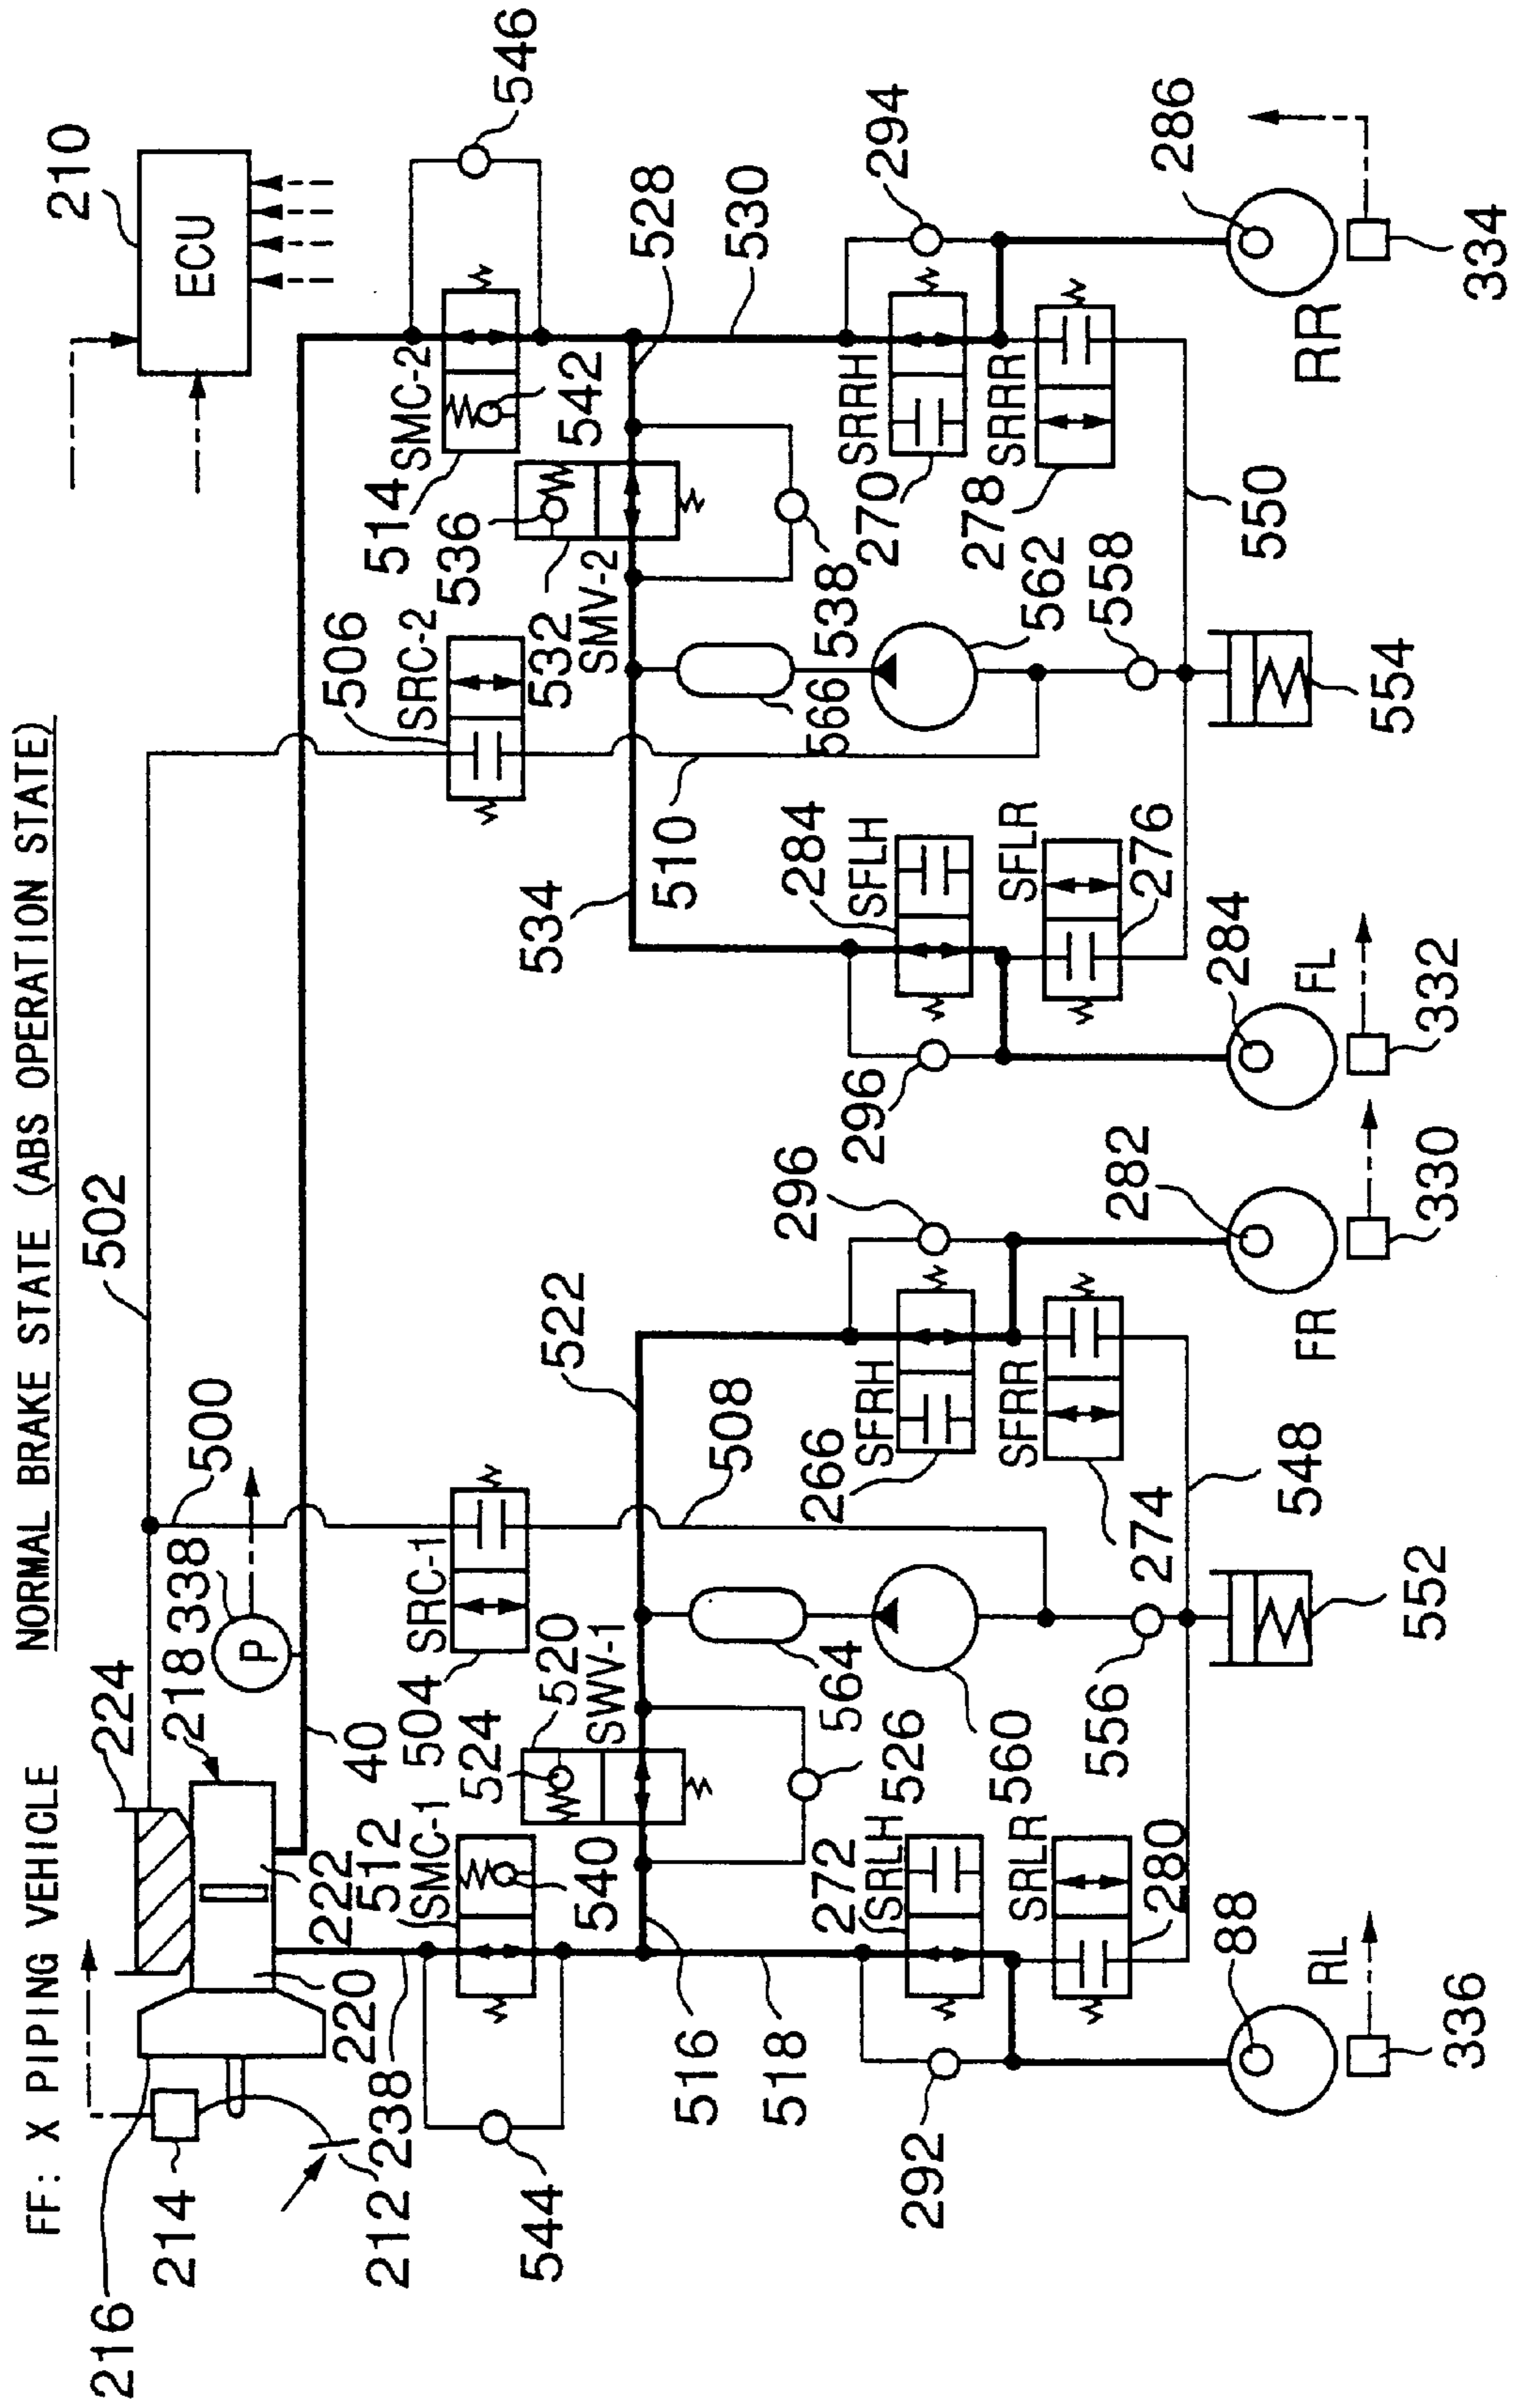 FF: X PIPING VEHICLE
NORMAL BRAKE STATE (ABS OPERATION STATE)
216
214
212
224
218
338
P
500
502
210
ECU
220
222
40
238
512
SMC-1
540
544
504
SRC-1
524
520
SWV-1
526
516
518
522
508
564
560
556
506
SRC-2
514
SMC-2
542
546
536
532
SMV-2
538
528
530
534
510
566
562
558
292
272
SRLH
SRLR
280
266
SFRH
SFRR
274
296
296
284
SFLH
SFLR
276
270
SRRH
SRRR
278
294
548
552
550
554
88
RL
336
282
FR
330
284
FL
332
286
RR
334